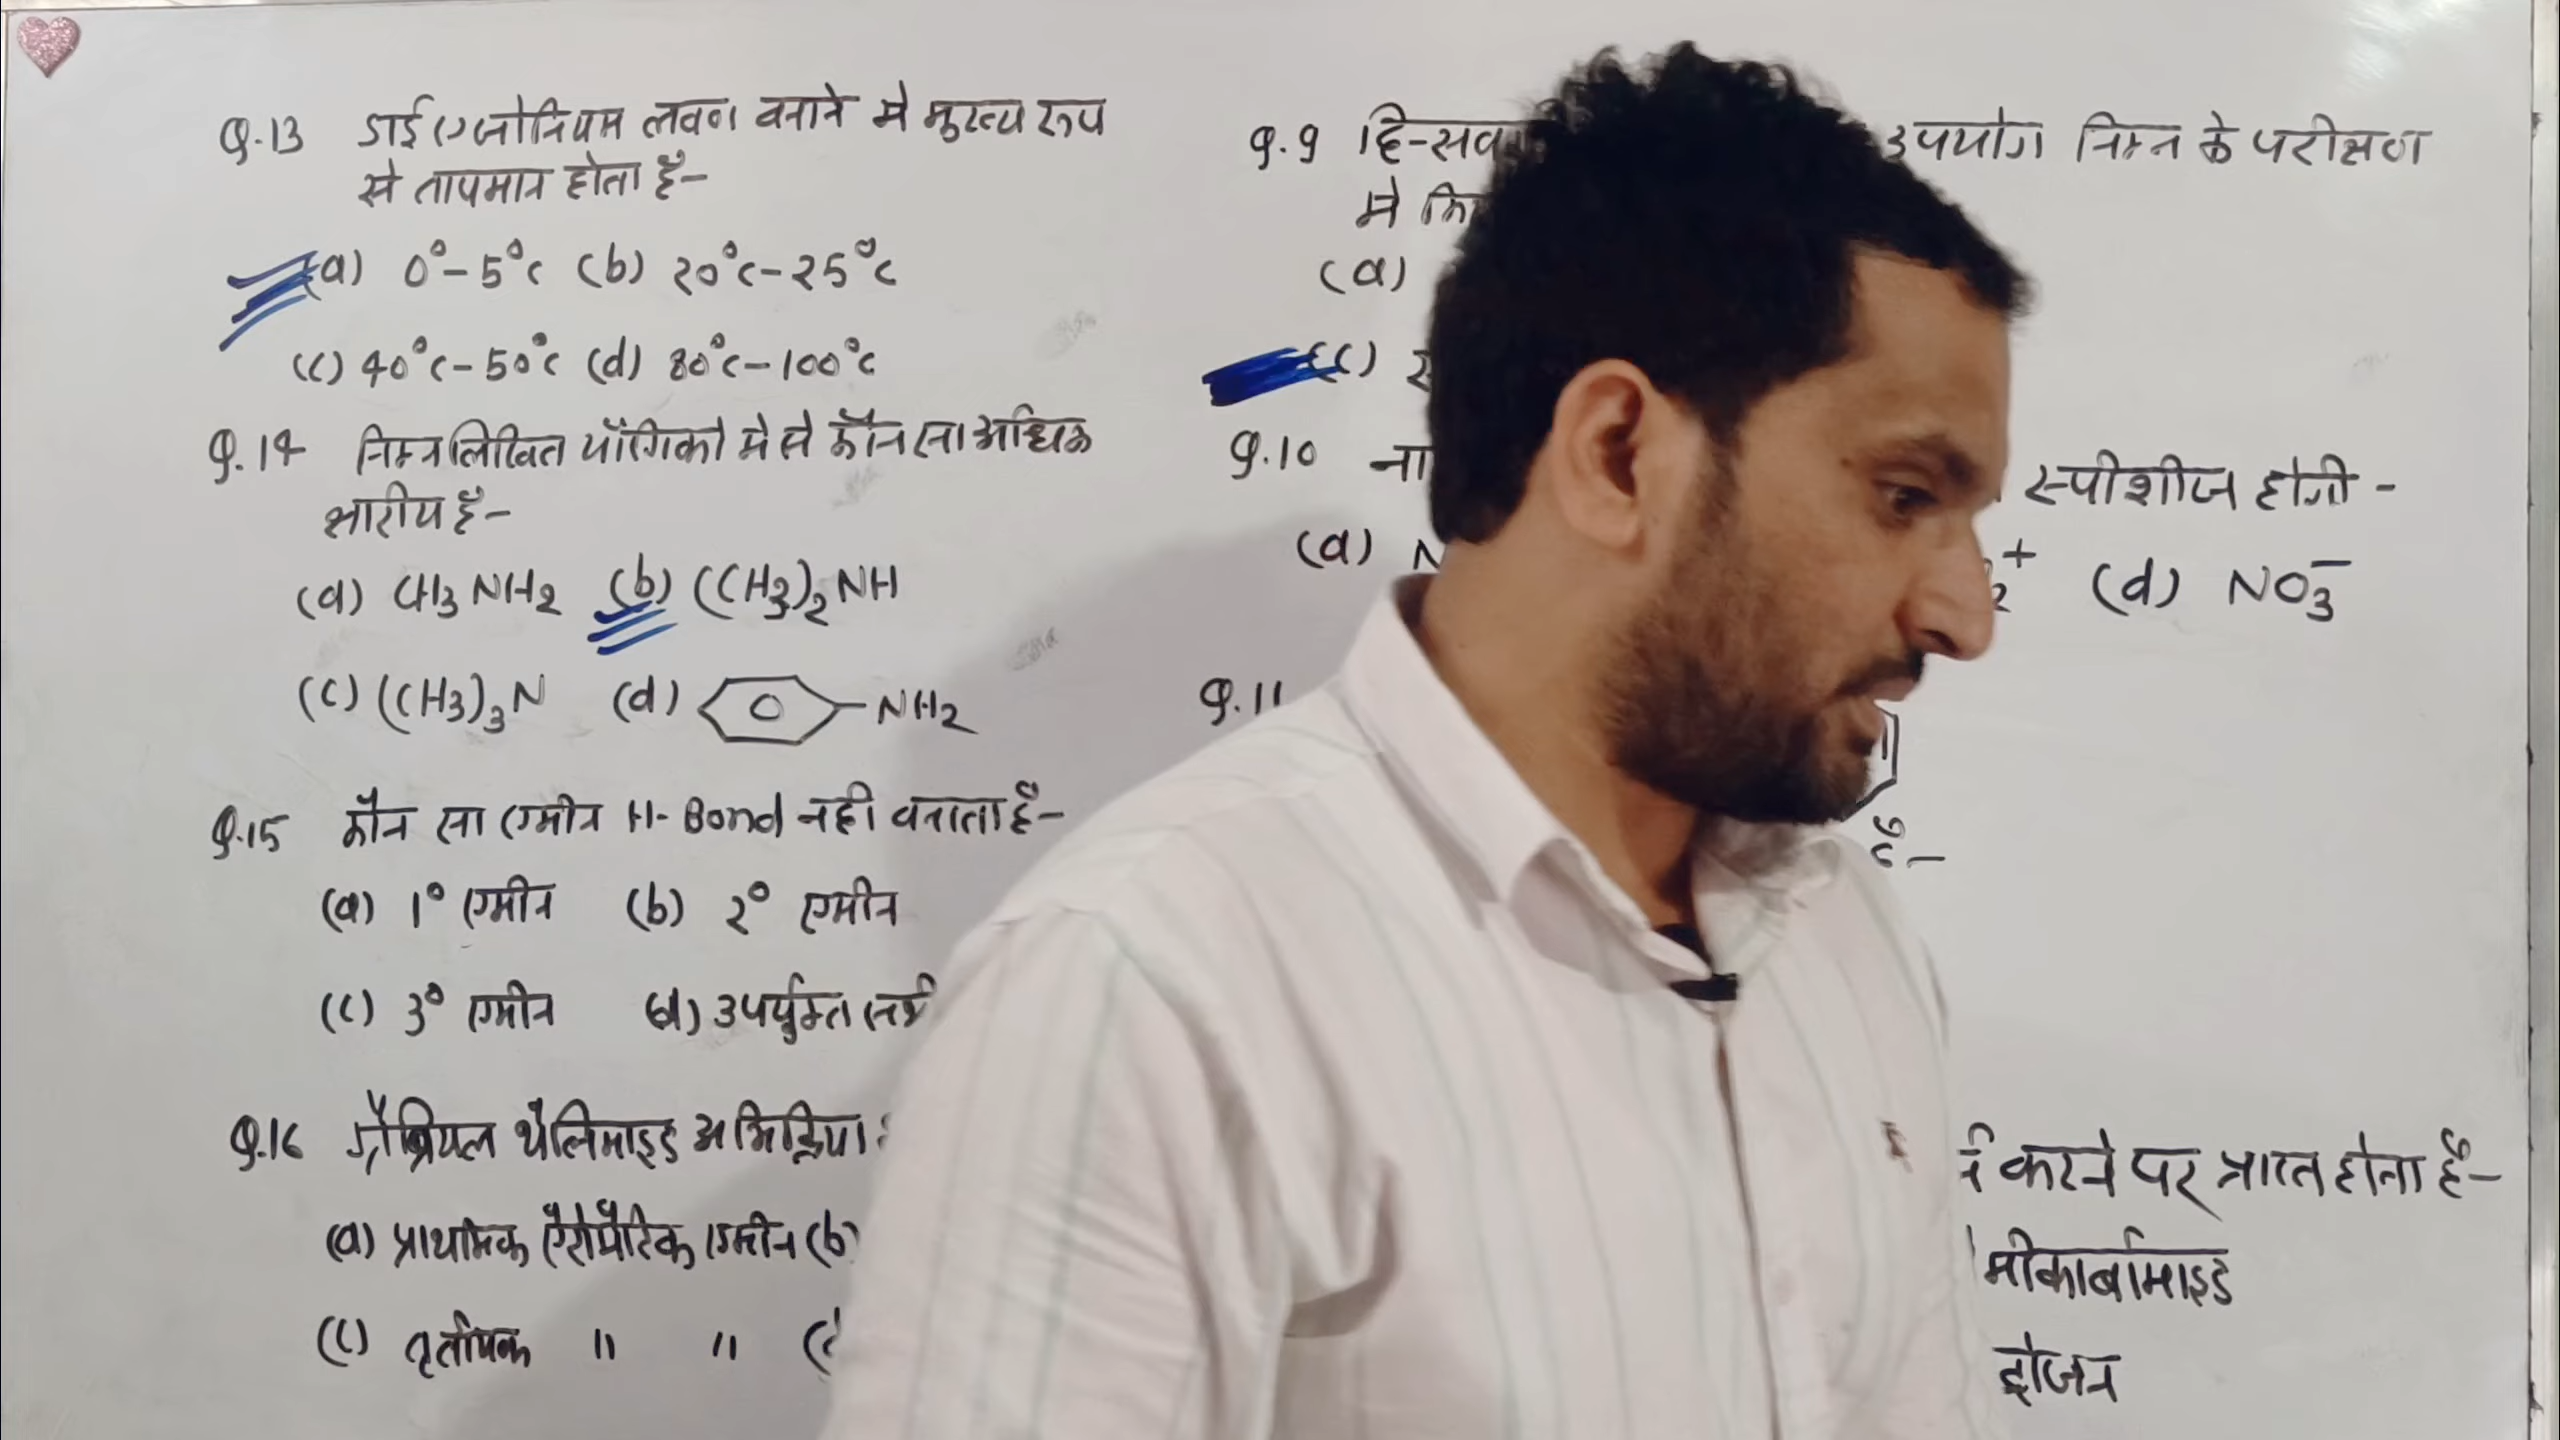 Q.13 डाईएजोनियम लवण बनाने मे मुख्य रूप
से तापमान होता है-
(a) 0°-5°c (b) 20°c-25°c
(c) 40°c-50°c (d) 80°c-100°c
Q.14 निम्नलिखित यौगिको मे से कौन सा अधिक
क्षारीय है-
(a) CH3NH2 (b) (CH3)2NH
(c) (CH3)3N (d) -NH2
Q.15 कौन सा एमीन H-Bond नही बनाता है-
(a) 1° एमीन (b) 2° एमीन
(c) 3° एमीन (d) उपर्युक्त सभी
Q.16 ग्रैब्रियल थैलिमाइड अभिक्रिया
(a) प्राथमिक ऐरोमैटिक एमीन (b)
(c) तृतीयक " "
Q.9 उपयोग निम्न के परीक्षण
मे
(a)
(c)
Q.10 ना स्पीशीज होगी-
(a) N 2+ (d) NO3-
Q.11
है-
करने पर प्राप्त होता है-
मीकार्बामाइड